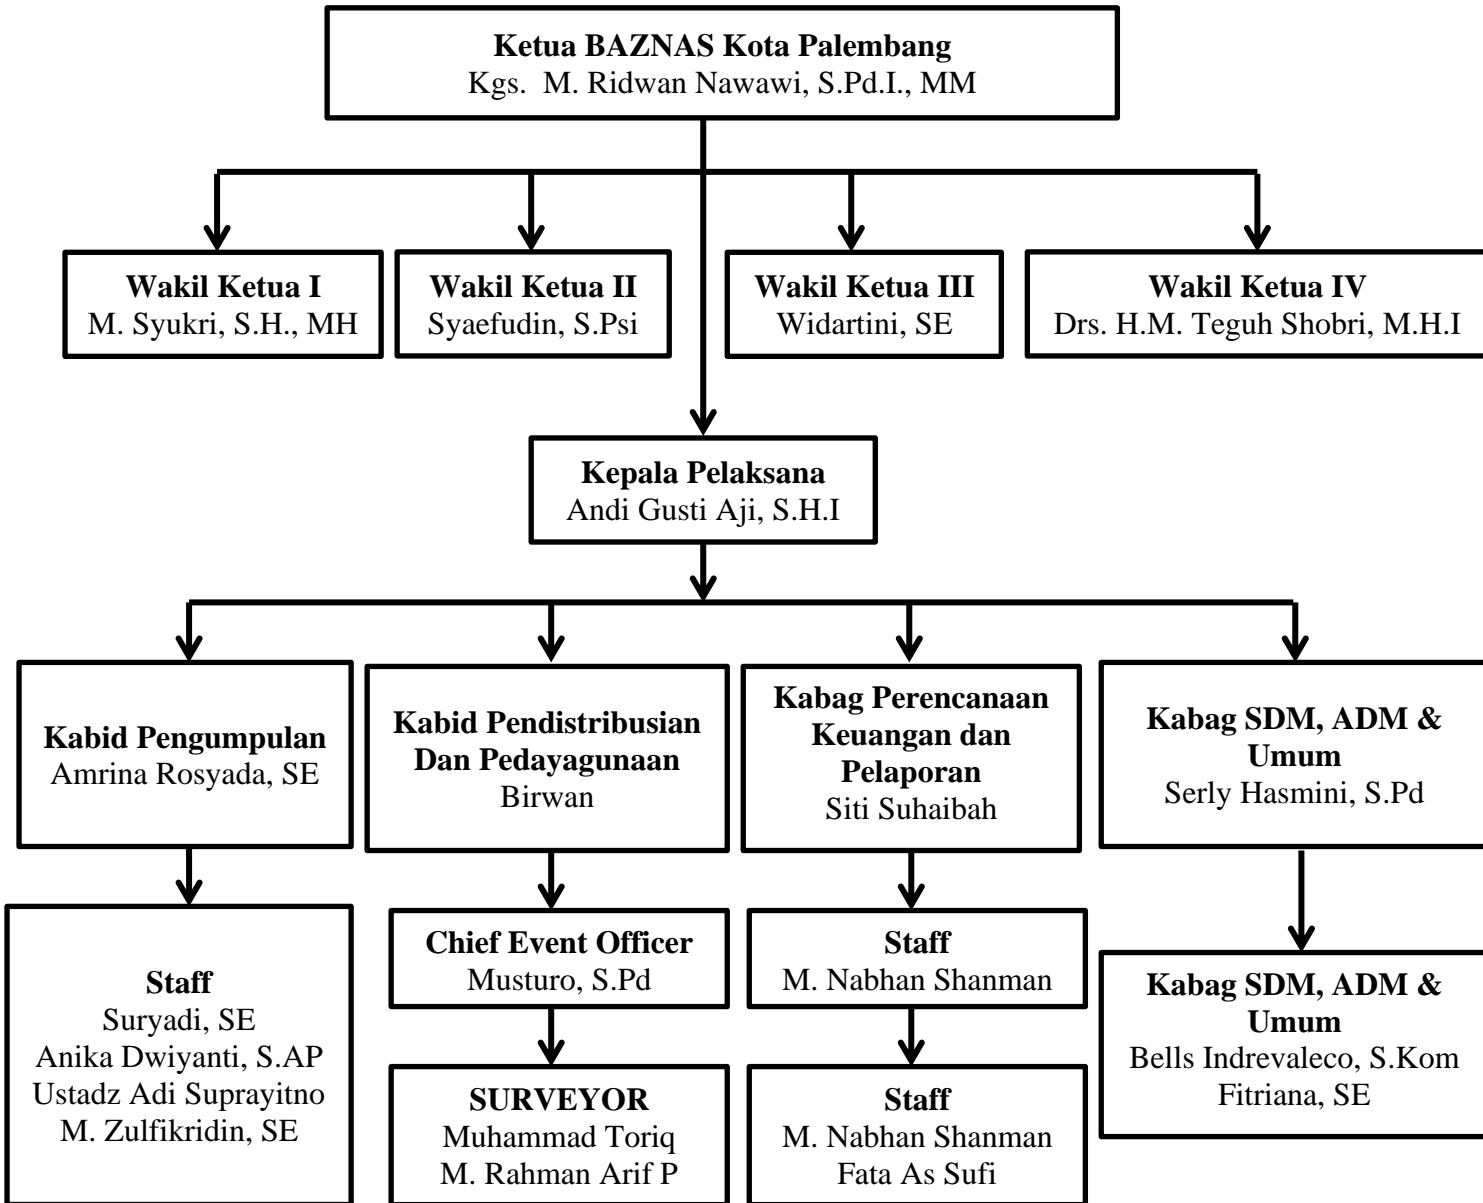 Ketua BAZNAS Kota Palembang
Kgs. M. Ridwan Nawawi, S.Pd.I., MM
Wakil Ketua I
M. Syukri, S.H., MH
Wakil Ketua II
Syaefudin, S.Psi
Wakil Ketua III
Widartini, SE
Wakil Ketua IV
Drs. H.M. Teguh Shobri, M.H.I
Kepala Pelaksana
Andi Gusti Aji, S.H.I
Kabid Pengumpulan
Amrina Rosyada, SE
Kabid Pendistribusian
Dan Pedayagunaan
Birwan
Kabag Perencanaan
Keuangan dan
Pelaporan
Siti Suhaibah
Kabag SDM, ADM &
Umum
Serly Hasmini, S.Pd
Staff
Suryadi, SE
Anika Dwiyanti, S.AP
Ustadz Adi Suprayitno
M. Zulfikridin, SE
Chief Event Officer
Musturo, S.Pd
Staff
M. Nabhan Shanman
Kabag SDM, ADM &
Umum
Bells Indrevaleco, S.Kom
Fitriana, SE
SURVEYOR
Muhammad Toriq
M. Rahman Arif P
Staff
M. Nabhan Shanman
Fata As Sufi